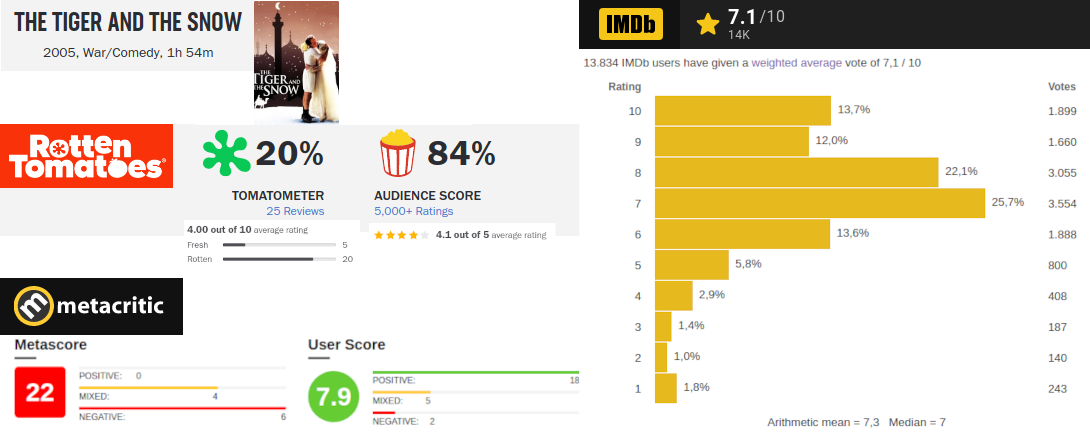 THE TIGER AND THE SNOW
2005, War/Comedy, 1h 54m
THE
TIGER AND
THE SNOW
Rotten
Tomatoes®
20%
TOMATOMETER
25 Reviews
4.00 out of 10 average rating
Fresh 5
Rotten 20
84%
AUDIENCE SCORE
5,000+ Ratings
4.1 out of 5 average rating
metacritic
Metascore
22
POSITIVE: 0
MIXED: 4
NEGATIVE: 6
User Score
7.9
POSITIVE: 18
MIXED: 5
NEGATIVE: 2
IMDb
7.1/10
14K
13.834 IMDb users have given a weighted average vote of 7,1 / 10
Rating Votes
10 13,7% 1.899
9 12,0% 1.660
8 22,1% 3.055
7 25,7% 3.554
6 13,6% 1.888
5 5,8% 800
4 2,9% 408
3 1,4% 187
2 1,0% 140
1 1,8% 243
Arithmetic mean = 7,3 Median = 7